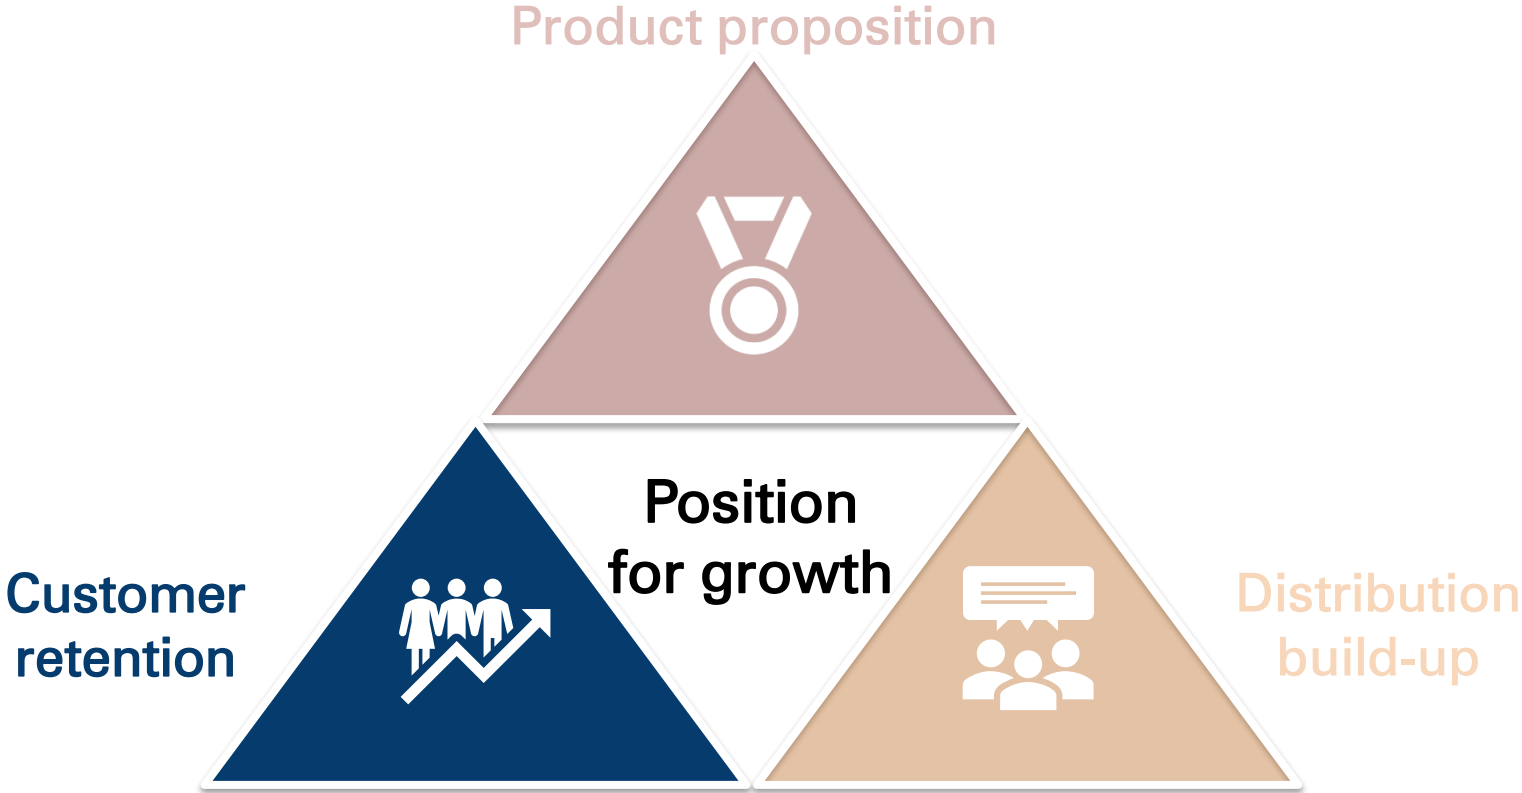 Product proposition
Position
for growth
Customer
retention
Distribution
build-up